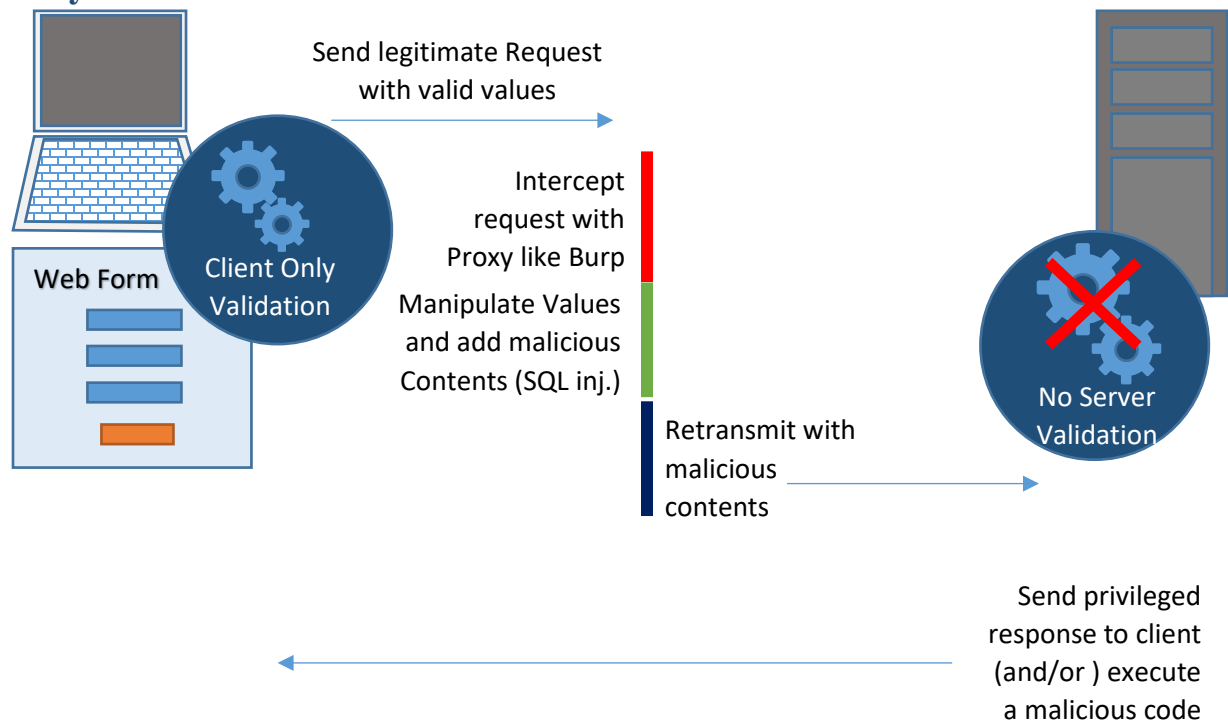 Send legitimate Request
with valid values
Intercept
request with
Proxy like Burp
Web Form
Client Only
Validation
Manipulate Values
and add malicious
Contents (SQL inj.)
No Server
Validation
Retransmit with
malicious
contents
Send privileged
response to client
(and/or ) execute
a malicious code